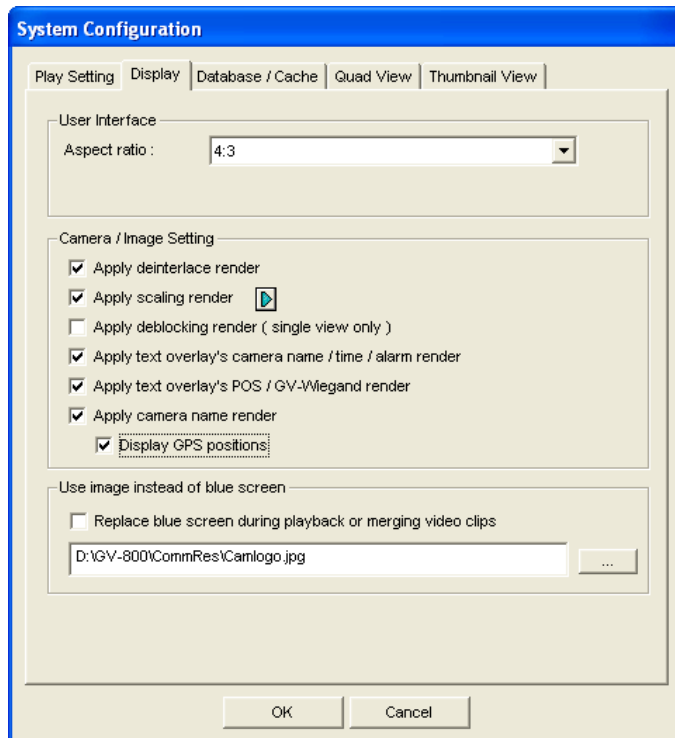 System Configuration
Play Setting Display Database / Cache Quad View Thumbnail View
User Interface
Aspect ratio : 4:3
Camera / Image Setting
Apply deinterlace render
Apply scaling render
Apply deblocking render ( single view only )
Apply text overlay's camera name / time / alarm render
Apply text overlay's POS / GV-Wiegand render
Apply camera name render
Display GPS positions
Use image instead of blue screen
Replace blue screen during playback or merging video clips
D:\GV-800\CommRes\Camlogo.jpg ...
OK Cancel